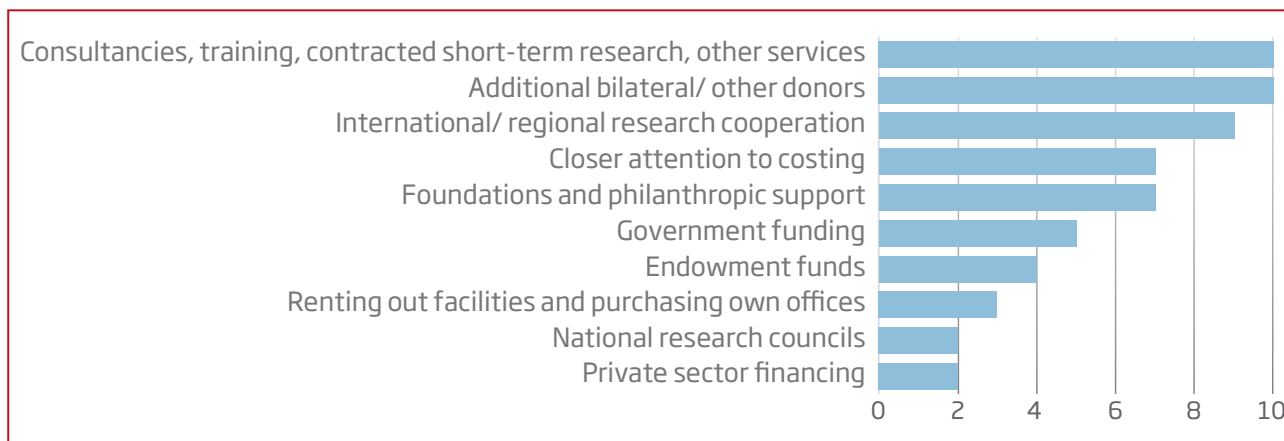 Consultancies, training, contracted short-term research, other services
Additional bilateral/ other donors
International/ regional research cooperation
Closer attention to costing
Foundations and philanthropic support
Government funding
Endowment funds
Renting out facilities and purchasing own offices
National research councils
Private sector financing
0 2 4 6 8 10